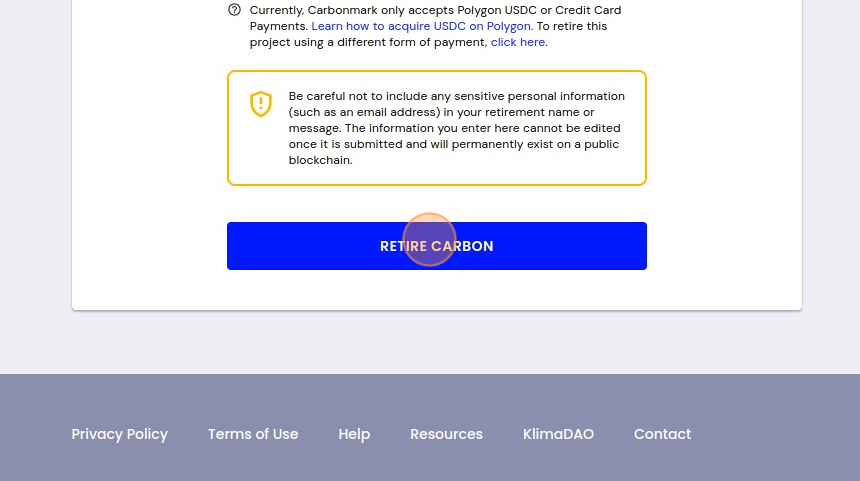 Currently, Carbonmark only accepts Polygon USDC or Credit Card
Payments. Learn how to acquire USDC on Polygon. To retire this
project using a different form of payment, click here.
Be careful not to include any sensitive personal information
(such as an email address) in your retirement name or
message. The information you enter here cannot be edited
once it is submitted and will permanently exist on a public
blockchain.
RETIRE CARBON
Privacy Policy Terms of Use Help Resources KlimaDAO Contact